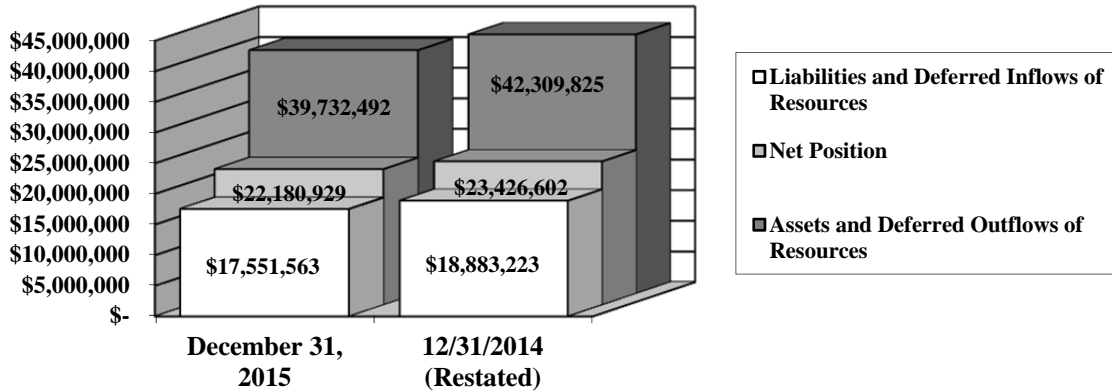 $45,000,000
$40,000,000
$35,000,000
$30,000,000
$25,000,000
$20,000,000
$15,000,000
$10,000,000
$5,000,000
$-
$39,732,492
$42,309,825
$22,180,929
$23,426,602
$17,551,563
$18,883,223
December 31,
2015
12/31/2014
(Restated)
Liabilities and Deferred Inflows of
Resources
Net Position
Assets and Deferred Outflows of
Resources